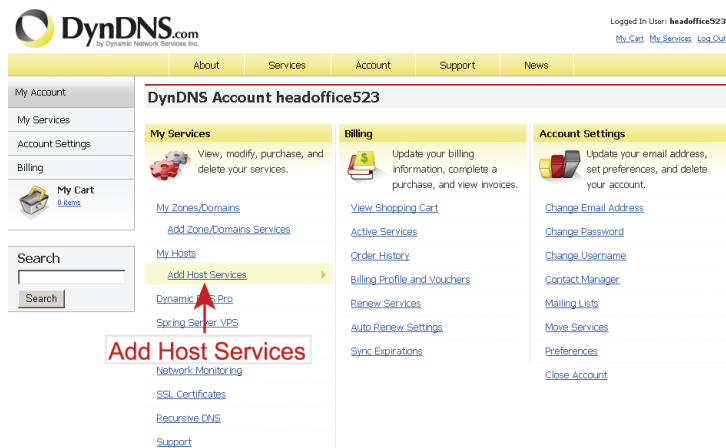 DynDNS.com
by Dynamic Network Services Inc.
Logged In User: headoffice523
My Cart My Services Log Out
About Services Account Support News
My Account
My Services
Account Settings
Billing
My Cart
0 items
Search
Search
DynDNS Account headoffice523
My Services
View, modify, purchase, and
delete your services.
My Zones/Domains
Add Zone/Domains Services
My Hosts
Add Host Services
Dynamic Pro
Spring Server VPS
Add Host Services
Network Monitoring
SSL Certificates
Recursive DNS
Support
Billing
Update your billing
information, complete a
purchase, and view invoices.
View Shopping Cart
Active Services
Order History
Billing Profile and Vouchers
Renew Services
Auto Renew Settings
Sync Expirations
Account Settings
Update your email address,
set preferences, and delete
your account.
Change Email Address
Change Password
Change Username
Contact Manager
Mailing Lists
Move Services
Preferences
Close Account